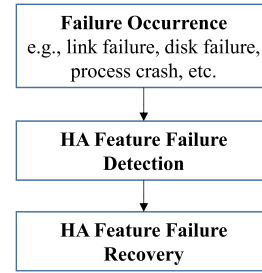 Failure Occurrence
e.g., link failure, disk failure,
process crash, etc.
HA Feature Failure
Detection
HA Feature Failure
Recovery